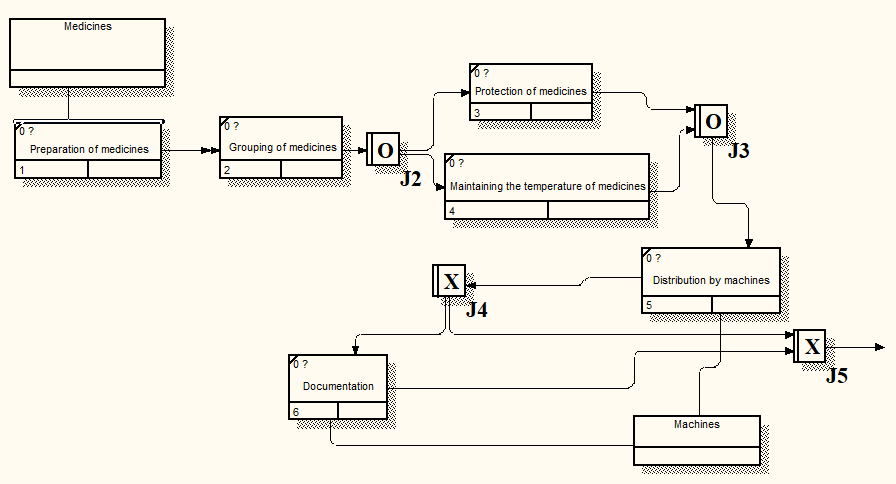 Medicines
0 ?
Preparation of medicines
1
0 ?
Grouping of medicines
2
O
J2
0 ?
Protection of medicines
3
0 ?
Maintaining the temperature of medicines
4
O
J3
0 ?
Distribution by machines
5
X
J4
0 ?
Documentation
6
X
J5
Machines